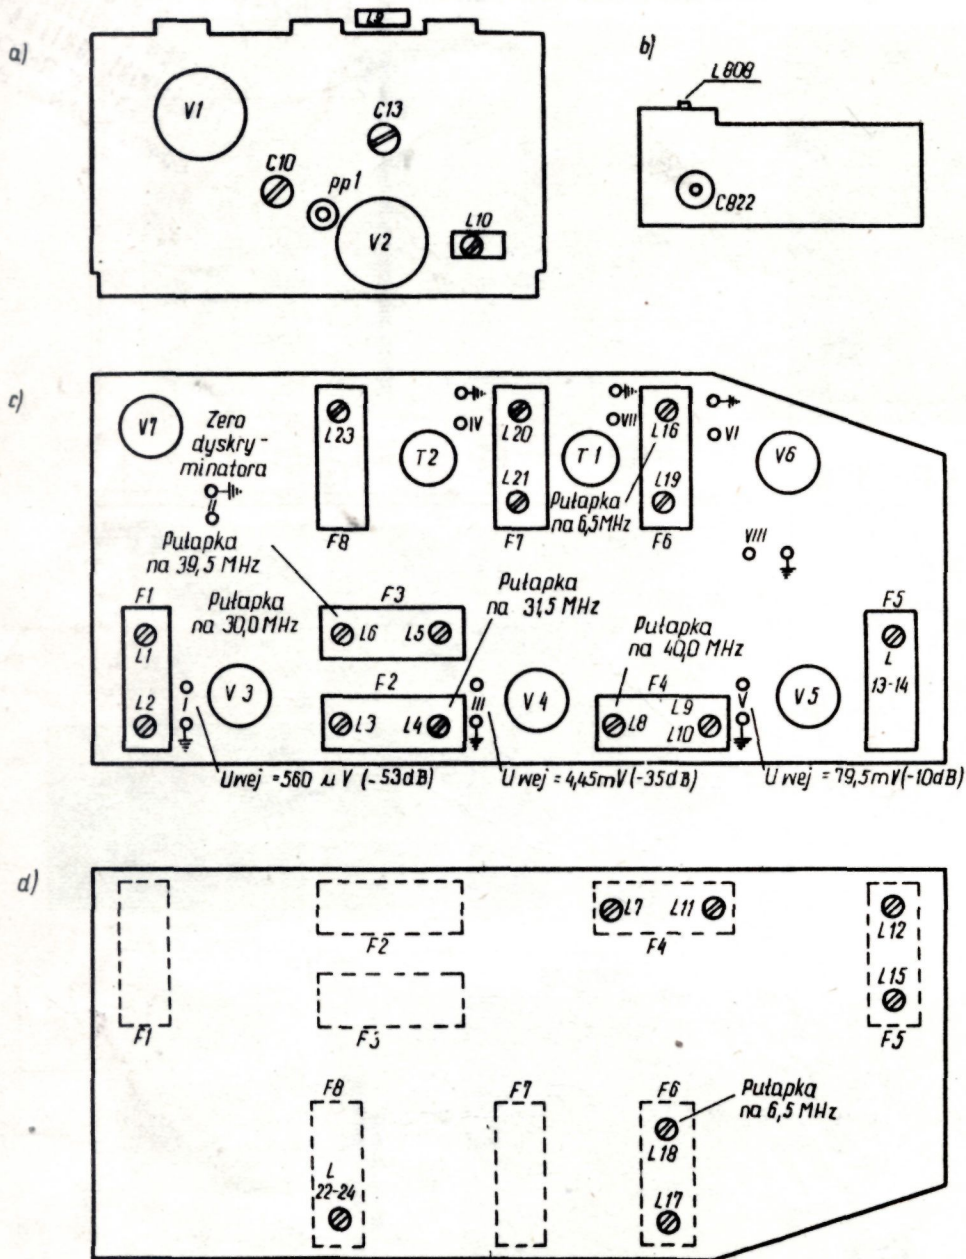 a)
L9
V1
C13
C10
pp1
V2
L10
b)
L808
C822
c)
V7
Zero
dyskry-
minatora
II
L23
F8
IV
T2
L20
L21
F7
VII
T1
L16
L19
F6
VI
V6
Pułapka
na 6,5MHz
VIII
Pułapka
na 39,5 MHz
Pułapka
na 31,5 MHz
F1
L1
L2
Pułapka
na 30,0MHz
I
V3
F3
L6
L5
F2
L3
L4
III
V4
Pułapka
na 40,0 MHz
F4
L8
L9
L10
V
V5
F5
L
13-14
Uwej =560 μV (-53dB)
U wej = 4,45mV(-35dB)
U wej = 79,5mV(-10dB)
d)
F1
F2
F3
L7
L11
F4
L12
L15
F5
F8
L
22-24
F7
F6
L18
L17
Pułapka
na 6,5 MHz